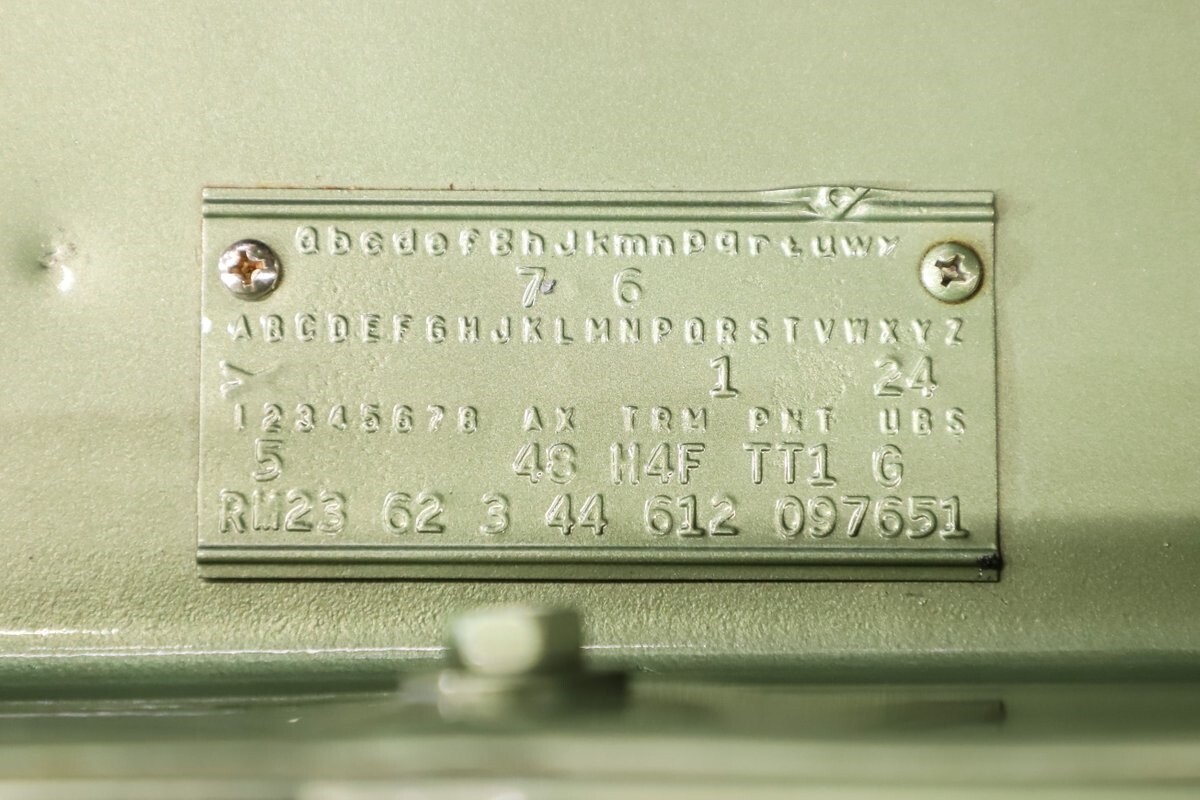 abcdefghJkmnpqrtuwy
7 6
ABCDEFGHJKLMNPQRSTVWXYZ
Y 1 24
12345678 AX TRM PNT UBS
5 48 H4F TT1 G
RM23 62 3 44 612 097651